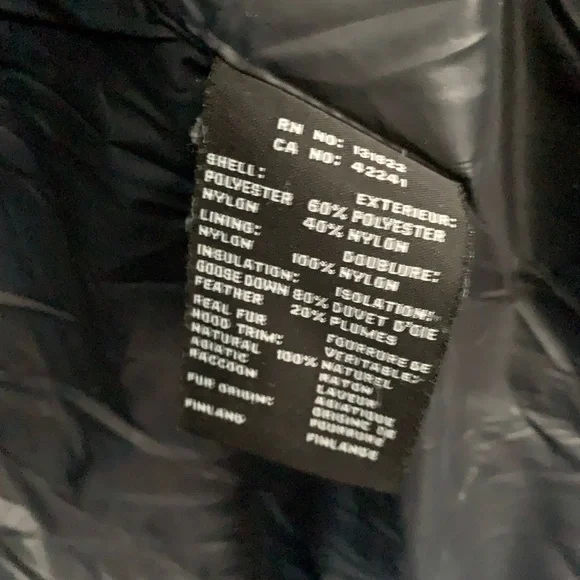 RN NO: 131822
CA NO: 42241
SHELL: EXTERIEUR:
POLYESTER 60% POLYESTER
NYLON 40% NYLON
LINING: DOUBLURE:
NYLON 100% NYLON
INSULATION: ISOLATION:
GOOSE DOWN 80% DUVET D'OIE
FEATHER 20% PLUMES
REAL FUR FOURRURE DE
HOOD TRIM: VERITABLE:
NATURAL 100% NATUREL
ASIATIC RATON
RACCOON LAVEUR
ASIATIQUE
FUR ORIGIN: ORIGINE DE
FOURRURE
FINLAND FINLANDE